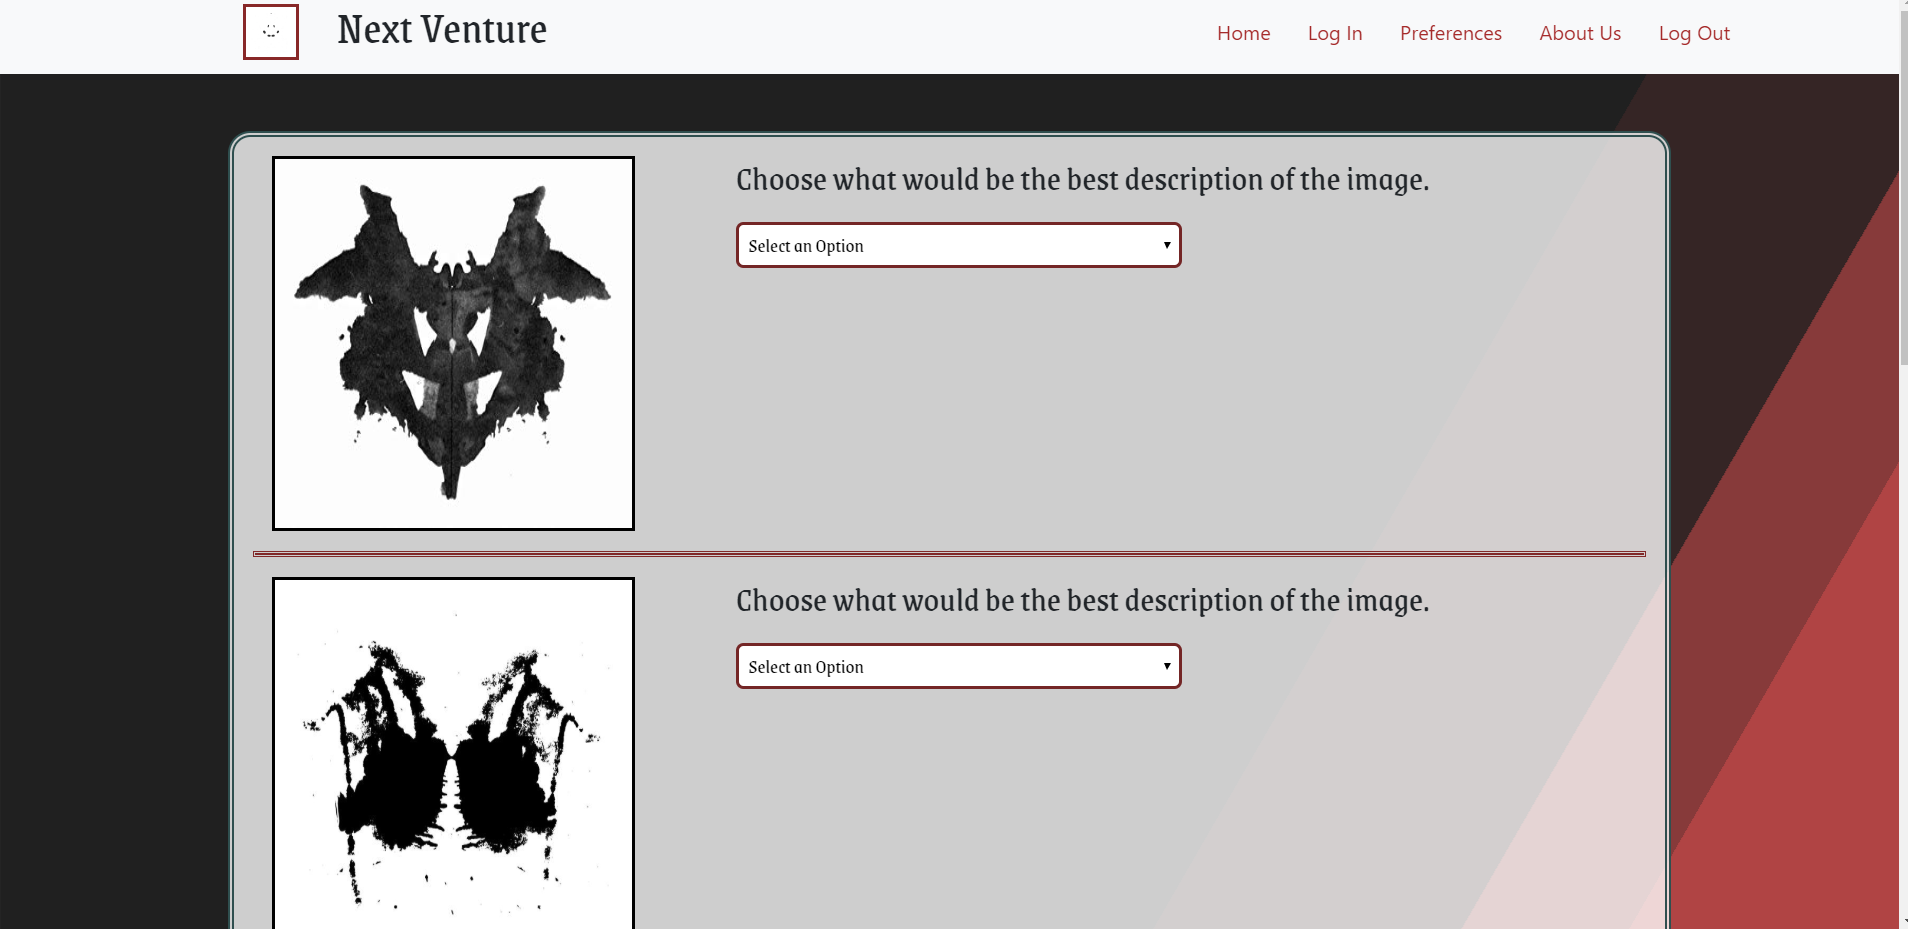 Next Venture
Home Log In Preferences About Us Log Out
Choose what would be the best description of the image.
Select an Option
Choose what would be the best description of the image.
Select an Option